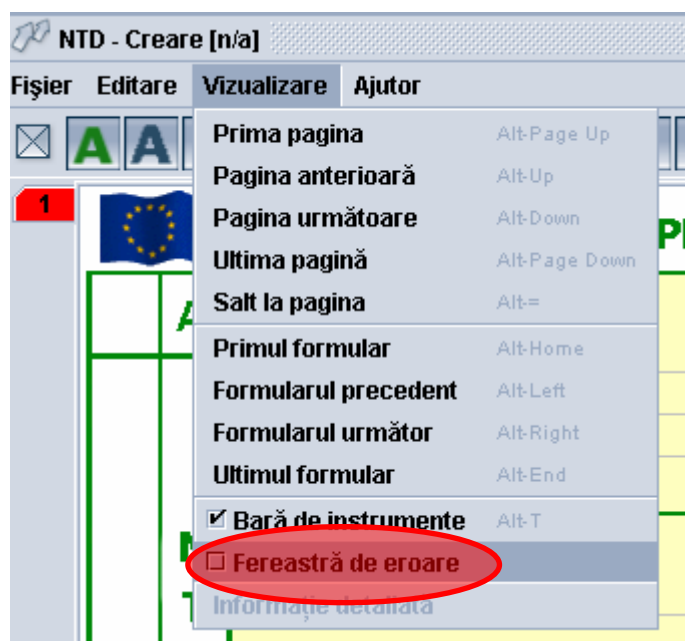 NTD - Creare [n/a]
Fişier Editare Vizualizare Ajutor
A A
Prima pagina Alt-Page Up
Pagina anterioară Alt-Up
1
Pagina următoare Alt-Down
Ultima pagină Alt-Page Down
Salt la pagina Alt-=
Primul formular Alt-Home
Formularul precedent Alt-Left
Formularul următor Alt-Right
Ultimul formular Alt-End
Bară de instrumente Alt-T
Fereastră de eroare
Informaţie detaliată